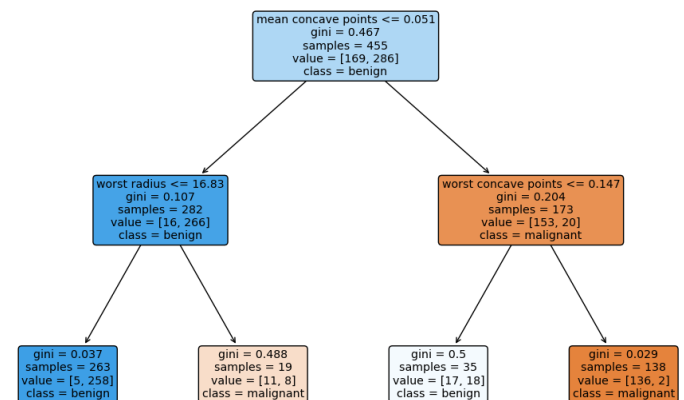 mean concave points <= 0.051
gini = 0.467
samples = 455
value = [169, 286]
class = benign
worst radius <= 16.83
gini = 0.107
samples = 282
value = [16, 266]
class = benign
worst concave points <= 0.147
gini = 0.204
samples = 173
value = [153, 20]
class = malignant
gini = 0.037
samples = 263
value = [5, 258]
class = benign
gini = 0.488
samples = 19
value = [11, 8]
class = malignant
gini = 0.5
samples = 35
value = [17, 18]
class = benign
gini = 0.029
samples = 138
value = [136, 2]
class = malignant